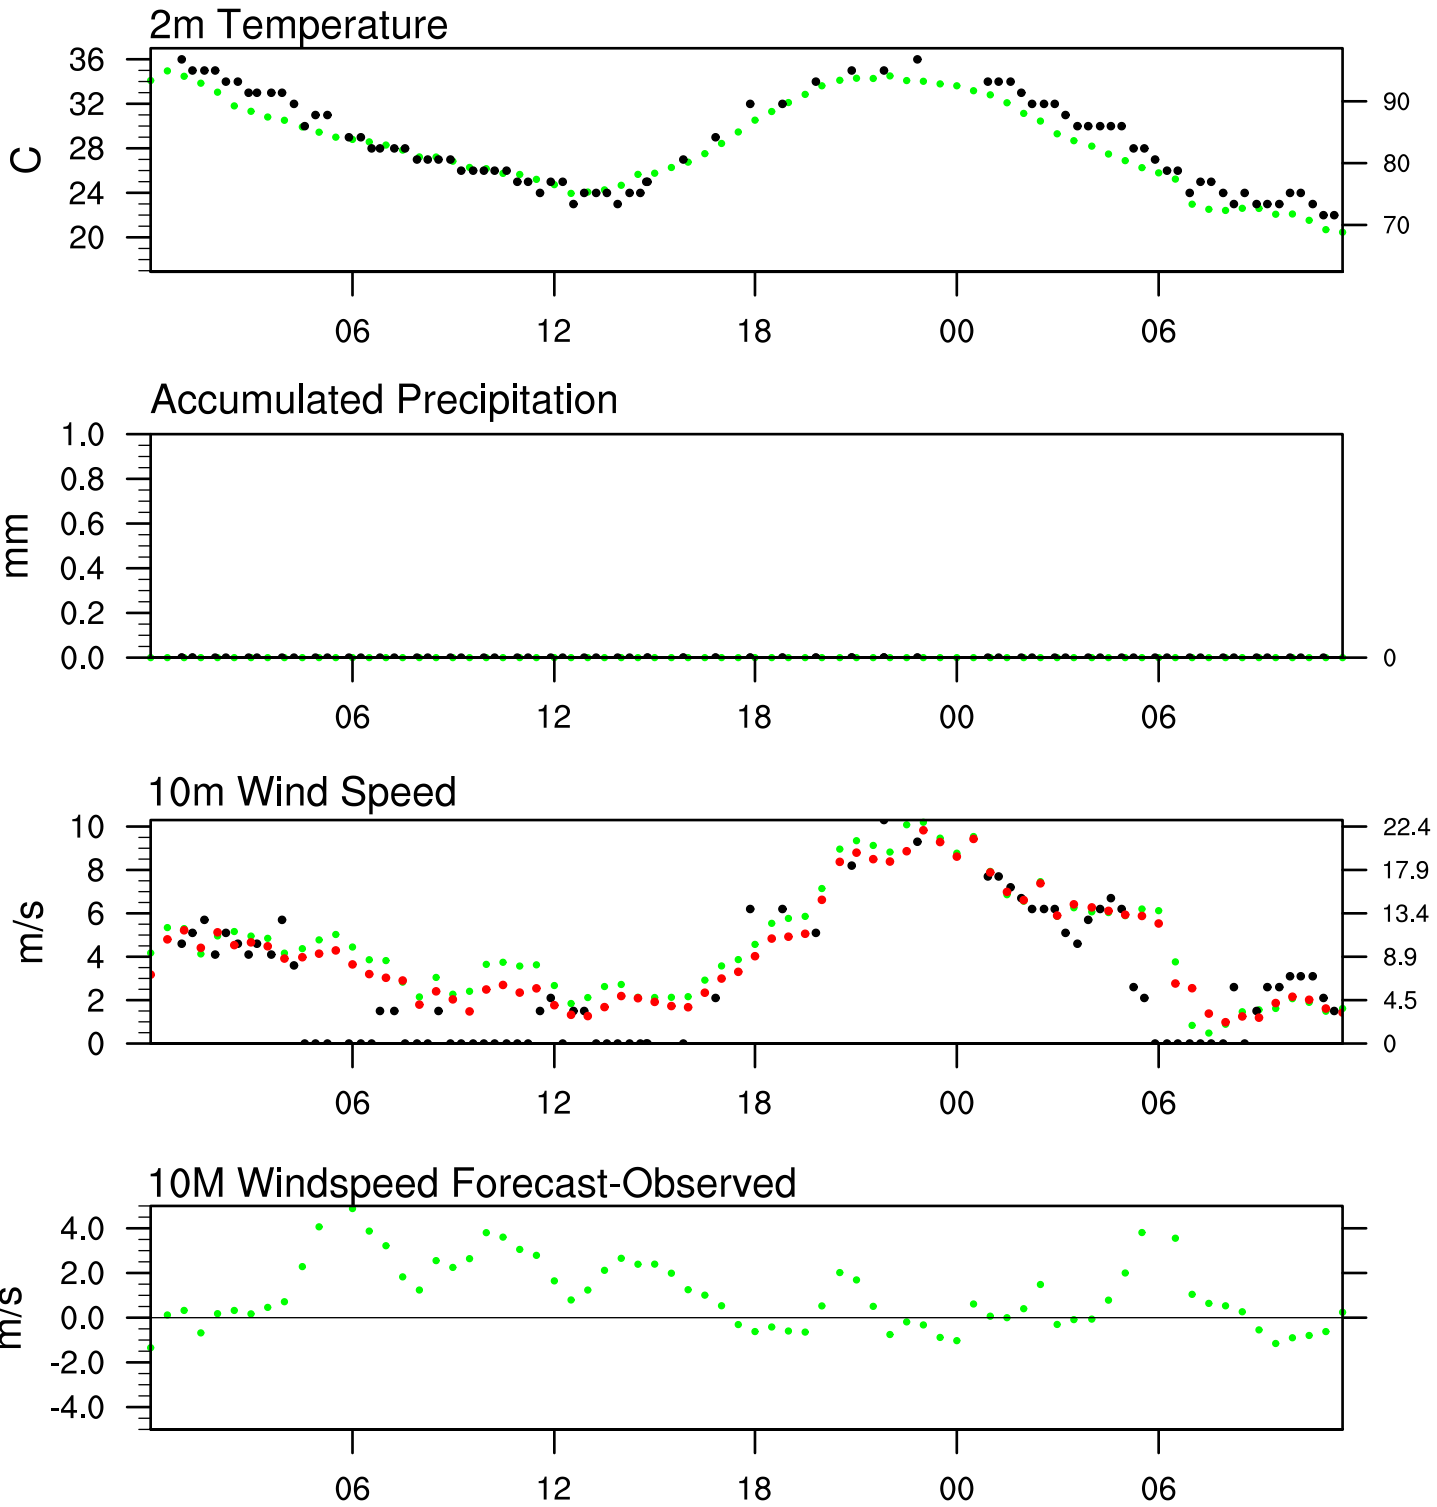 2m Temperature
36
32
28
24
20
C
90
80
70
06 12 18 00 06
Accumulated Precipitation
1.0
0.8
0.6
0.4
0.2
0.0
mm
0
06 12 18 00 06
10m Wind Speed
10
8
6
4
2
0
m/s
22.4
17.9
13.4
8.9
4.5
0
06 12 18 00 06
10M Windspeed Forecast-Observed
4.0
2.0
0.0
-2.0
-4.0
m/s
06 12 18 00 06